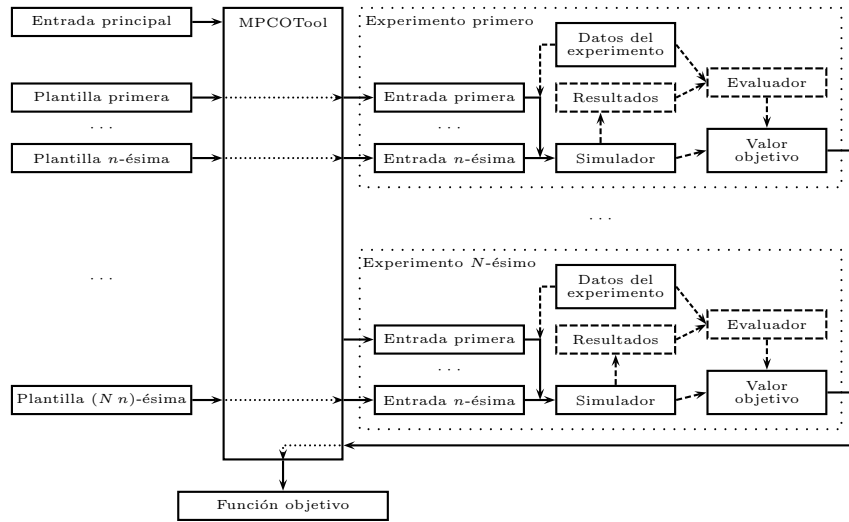 Entrada principal
MPCOTool
Experimento primero
Datos del
experimento
Plantilla primera
Entrada primera
Resultados
Evaluador
. . .
. . .
Plantilla n-ésima
Entrada n-ésima
Simulador
Valor
objetivo
. . .
. . .
Experimento N-ésimo
Datos del
experimento
Entrada primera
Resultados
Evaluador
. . .
Plantilla (N n)-ésima
Entrada n-ésima
Simulador
Valor
objetivo
Función objetivo